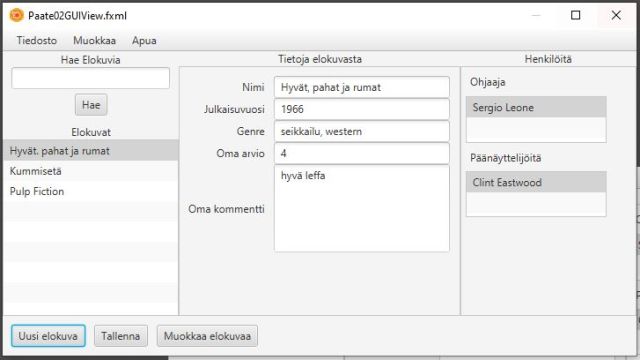 Paate02GUIView.fxml
Tiedosto Muokkaa Apua
Hae Elokuvia
Hae
Elokuvat
Hyvät. pahat ja rumat
Kummisetä
Pulp Fiction
Tietoja elokuvasta
Nimi Hyvät, pahat ja rumat
Julkaisuvuosi 1966
Genre seikkailu, western
Oma arvio 4
Oma kommentti hyvä leffa
Henkilöitä
Ohjaaja
Sergio Leone
Päänäyttelijöitä
Clint Eastwood
Uusi elokuva Tallenna Muokkaa elokuvaa